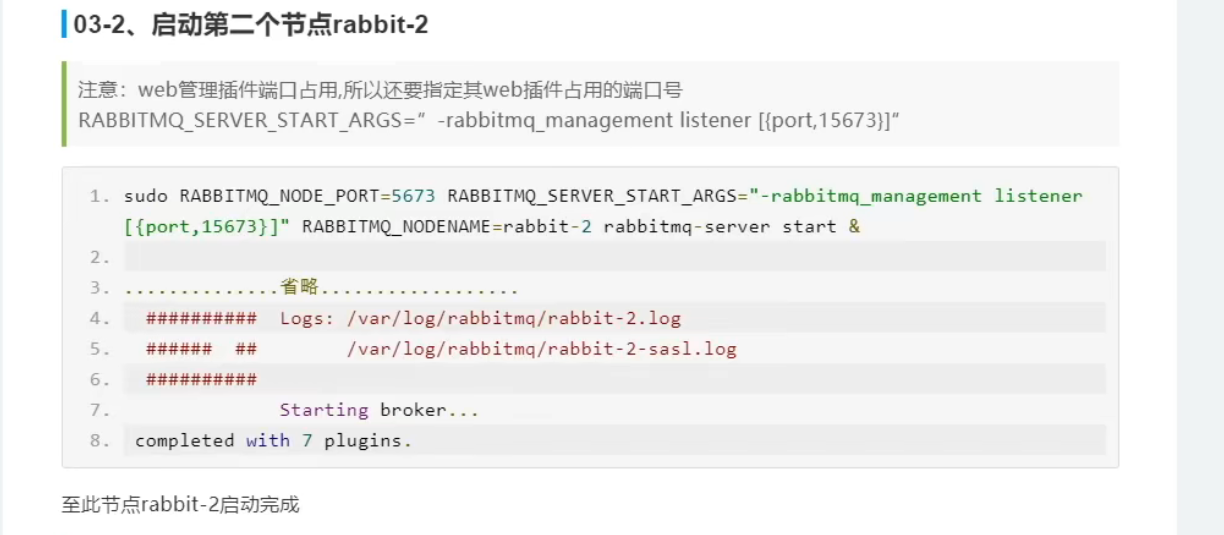 03-2、启动第二个节点rabbit-2
注意：web管理插件端口占用,所以还要指定其web插件占用的端口号
RABBITMQ_SERVER_START_ARGS=“ -rabbitmq_management listener [{port,15673}]”
1. sudo RABBITMQ_NODE_PORT=5673 RABBITMQ_SERVER_START_ARGS="-rabbitmq_management listener
[{port,15673}]" RABBITMQ_NODENAME=rabbit-2 rabbitmq-server start &
2.
3. ..............省略..................
4. ########## Logs: /var/log/rabbitmq/rabbit-2.log
5. ###### ## /var/log/rabbitmq/rabbit-2-sasl.log
6. ##########
7. Starting broker...
8. completed with 7 plugins.
至此节点rabbit-2启动完成